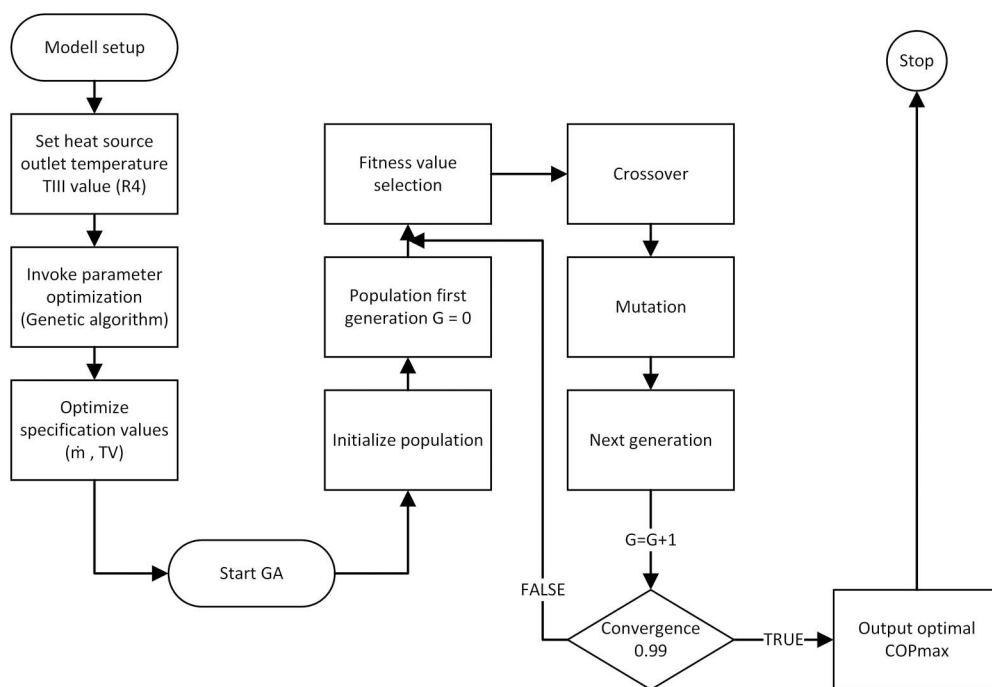 Modell setup
Set heat source
outlet temperature
TIII value (R4)
Invoke parameter
optimization
(Genetic algorithm)
Optimize
specification values
(ṁ , TV)
Start GA
Initialize population
Population first
generation G = 0
Fitness value
selection
Crossover
Mutation
Next generation
G=G+1
Convergence
0.99
FALSE
TRUE
Output optimal
COPmax
Stop